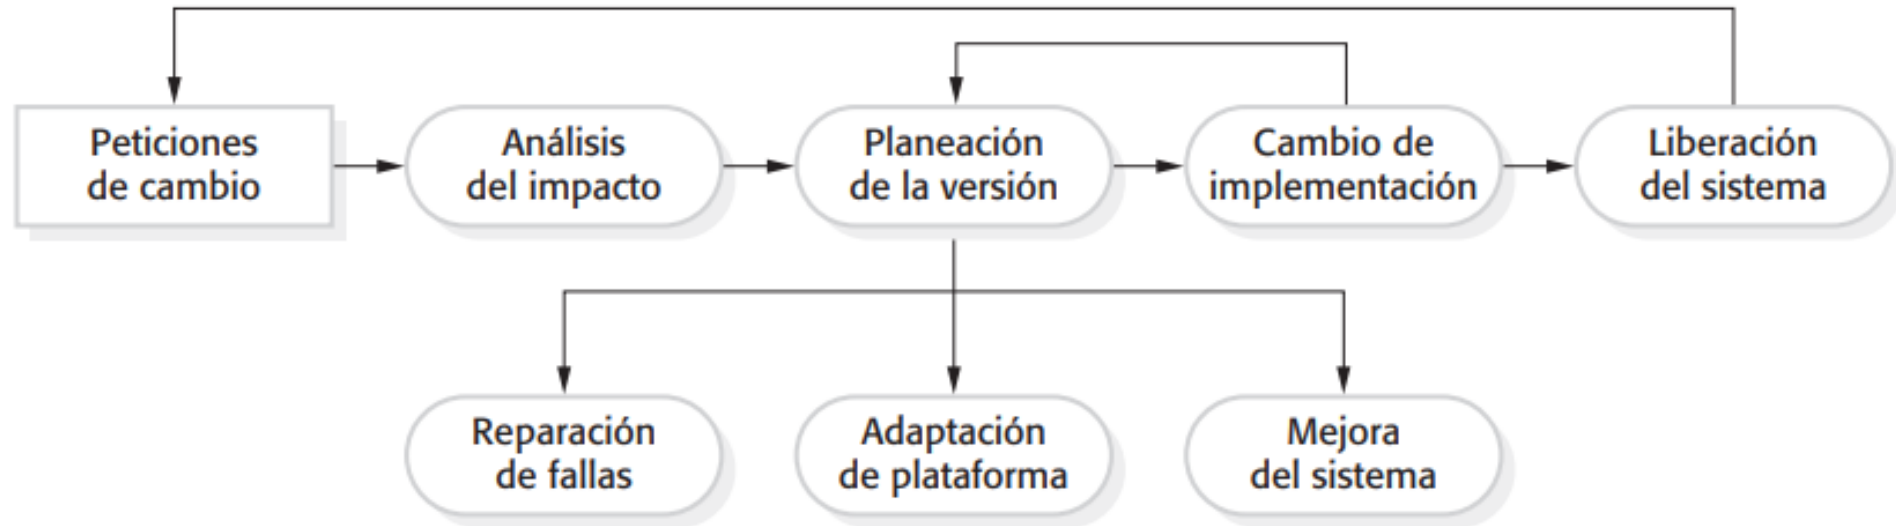 Peticiones
de cambio
Análisis
del impacto
Planeación
de la versión
Cambio de
implementación
Liberación
del sistema
Reparación
de fallas
Adaptación
de plataforma
Mejora
del sistema